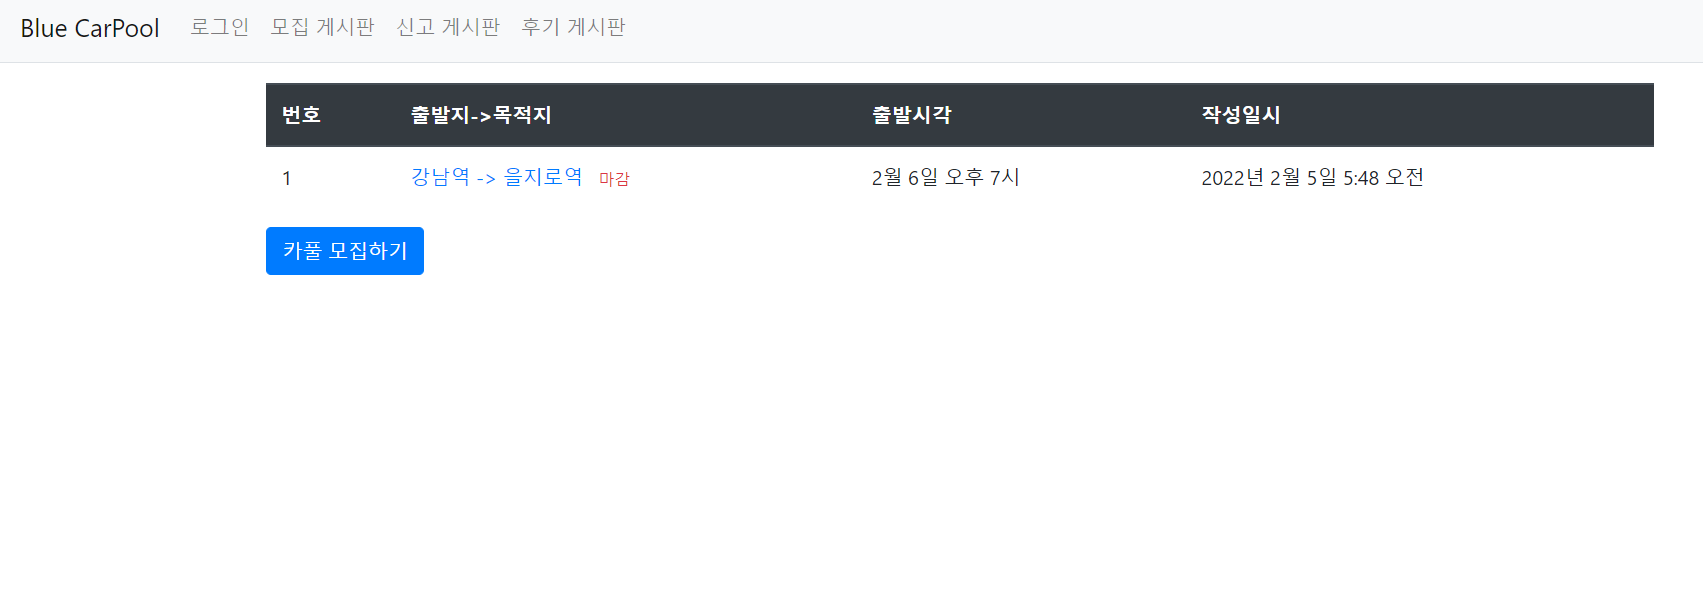 Blue CarPool 로그인 모집 게시판 신고 게시판 후기 게시판
번호 출발지->목적지 출발시각 작성일시
1 강남역 -> 을지로역 마감 2월 6일 오후 7시 2022년 2월 5일 5:48 오전
카풀 모집하기